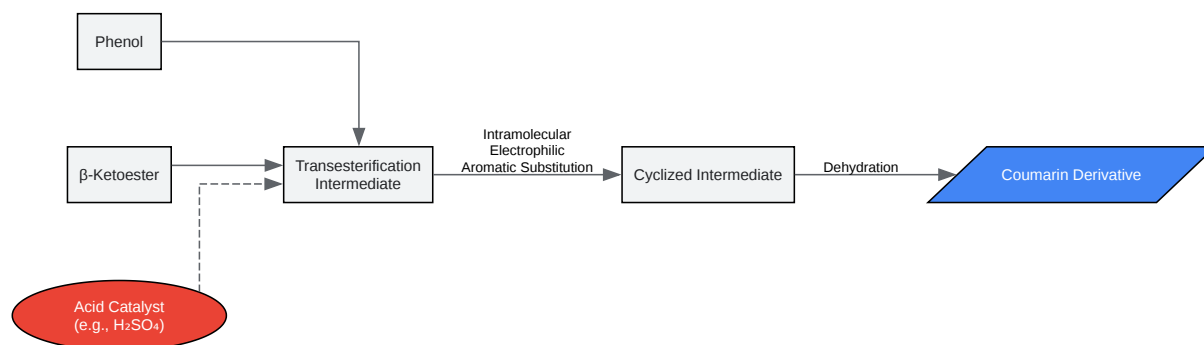 Phenol
β-Ketoester
Acid Catalyst
(e.g., H₂SO₄)
Transesterification
Intermediate
Intramolecular
Electrophilic
Aromatic Substitution
Cyclized Intermediate
Dehydration
Coumarin Derivative